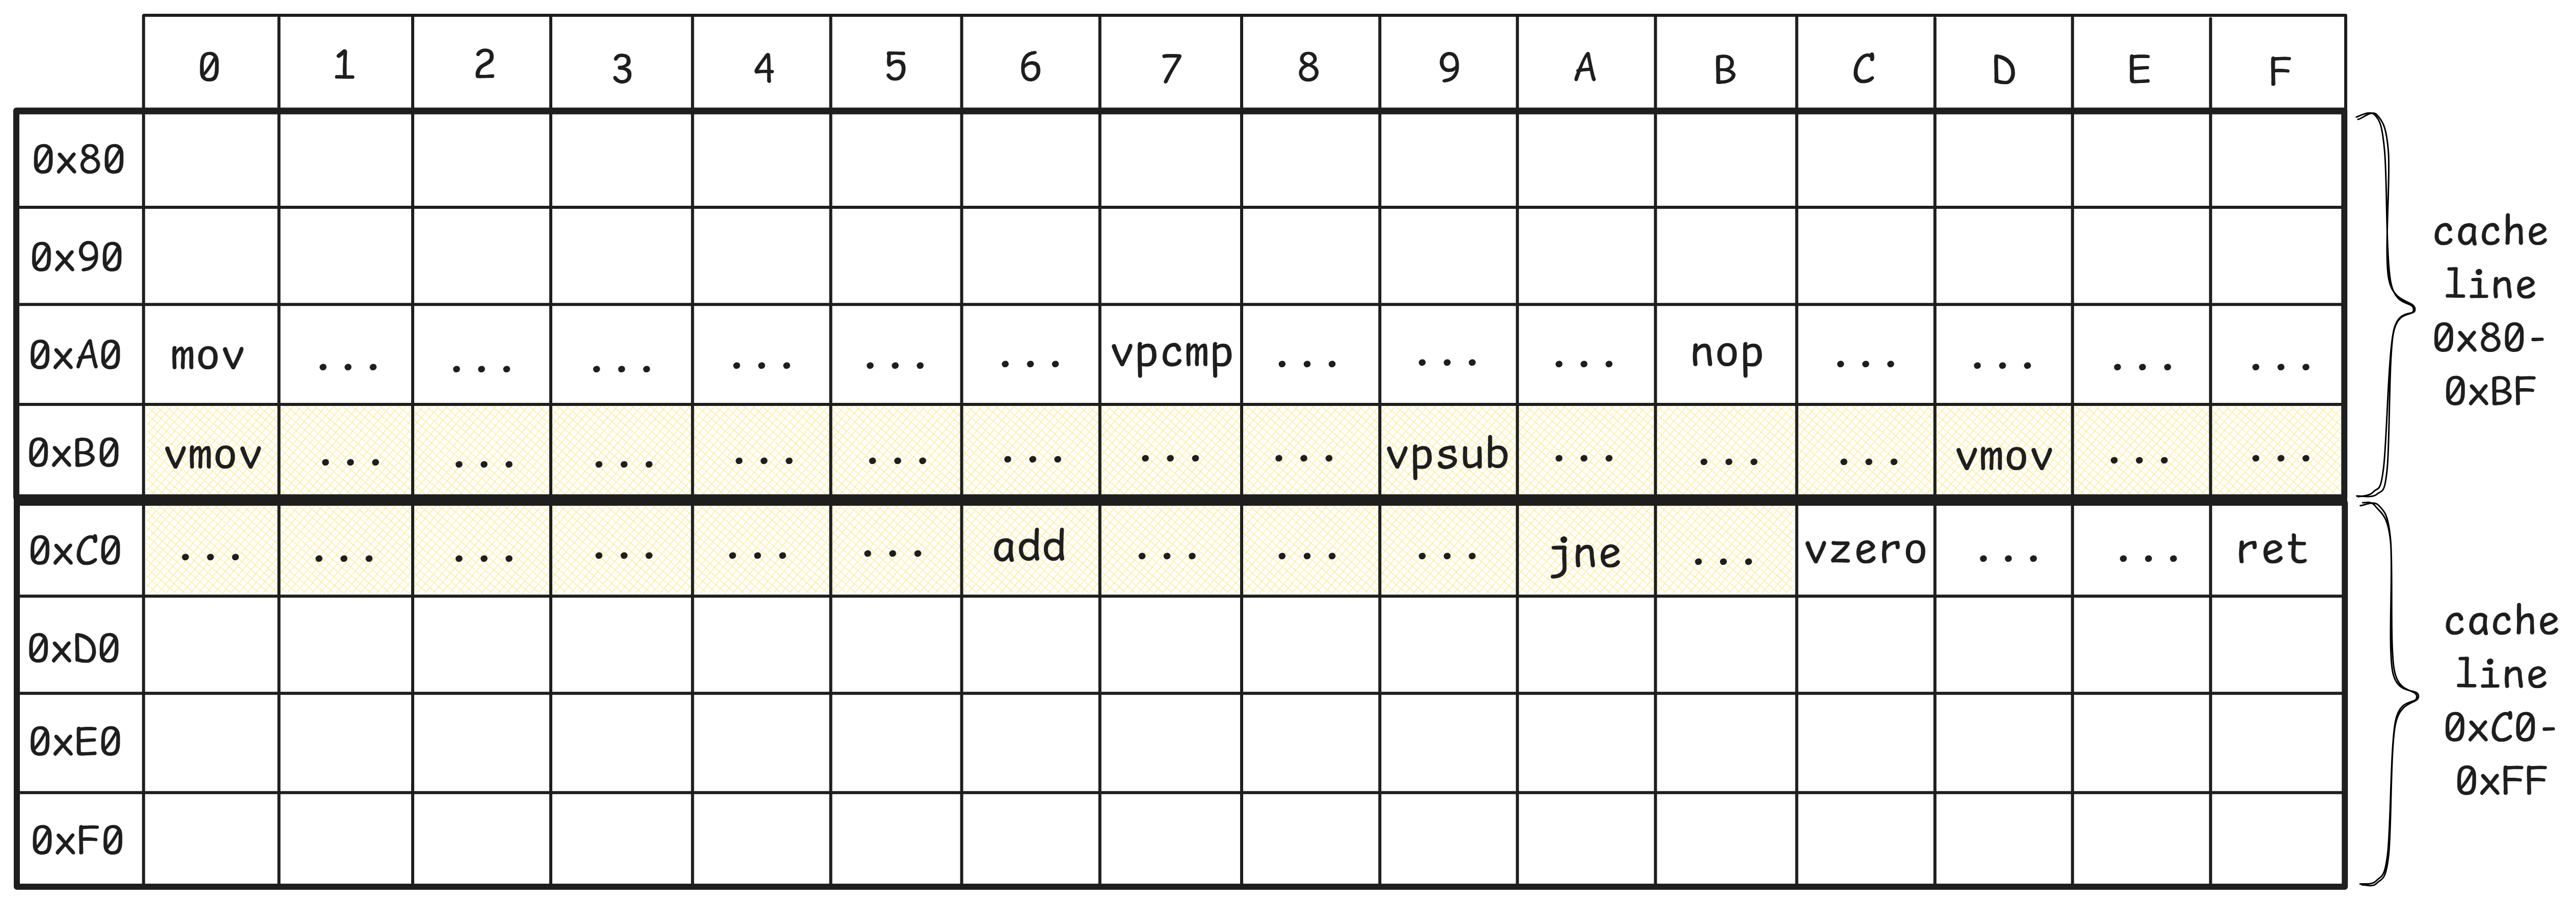 0 1 2 3 4 5 6 7 8 9 A B C D E F
0x80
0x90
0xA0 mov ... ... ... ... ... ... vpcmp ... ... ... nop ... ... ... ...
0xB0 vmov ... ... ... ... ... ... ... ... vpsub ... ... ... vmov ... ...
cache
line
0x80-
0xBF
0xC0 ... ... ... ... ... ... add ... ... ... jne ... vzero ... ... ret
0xD0
0xE0
0xF0
cache
line
0xC0-
0xFF